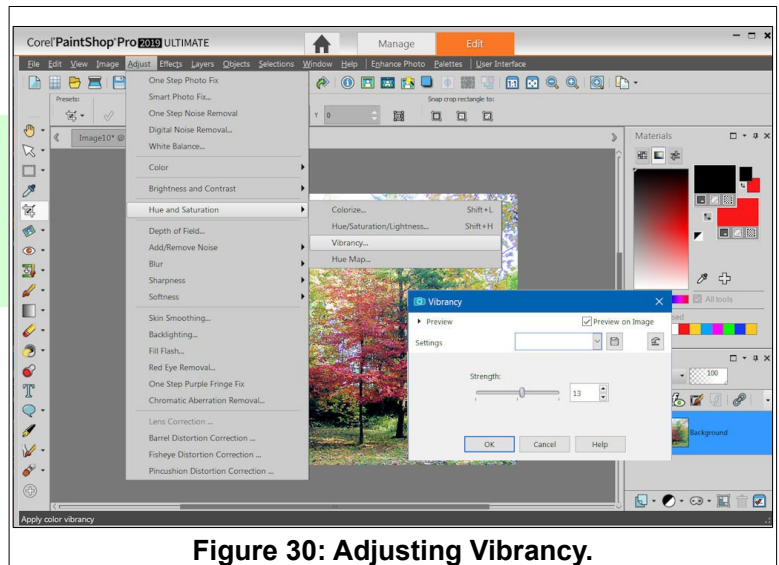 Corel PaintShop Pro 2019 ULTIMATE
Manage
Edit
File Edit View Image Adjust Effects Layers Objects Selections Window Help Enhance Photo Palettes User Interface
Presets:
Y 0
Snap crop rectangle to:
Image10* @
One Step Photo Fix
Smart Photo Fix...
One Step Noise Removal
Digital Noise Removal...
White Balance...
Color
Brightness and Contrast
Hue and Saturation
Depth of Field...
Add/Remove Noise
Blur
Sharpness
Softness
Skin Smoothing...
Backlighting...
Fill Flash...
Red Eye Removal...
One Step Purple Fringe Fix
Chromatic Aberration Removal...
Lens Correction ...
Barrel Distortion Correction ...
Fisheye Distortion Correction ...
Pincushion Distortion Correction ...
Colorize... Shift+L
Hue/Saturation/Lightness... Shift+H
Vibrancy...
Hue Map...
Vibrancy
Preview
Preview on Image
Settings
Strength:
13
OK
Cancel
Help
Materials
All tools
100
Background
Apply color vibrancy
Figure 30: Adjusting Vibrancy.